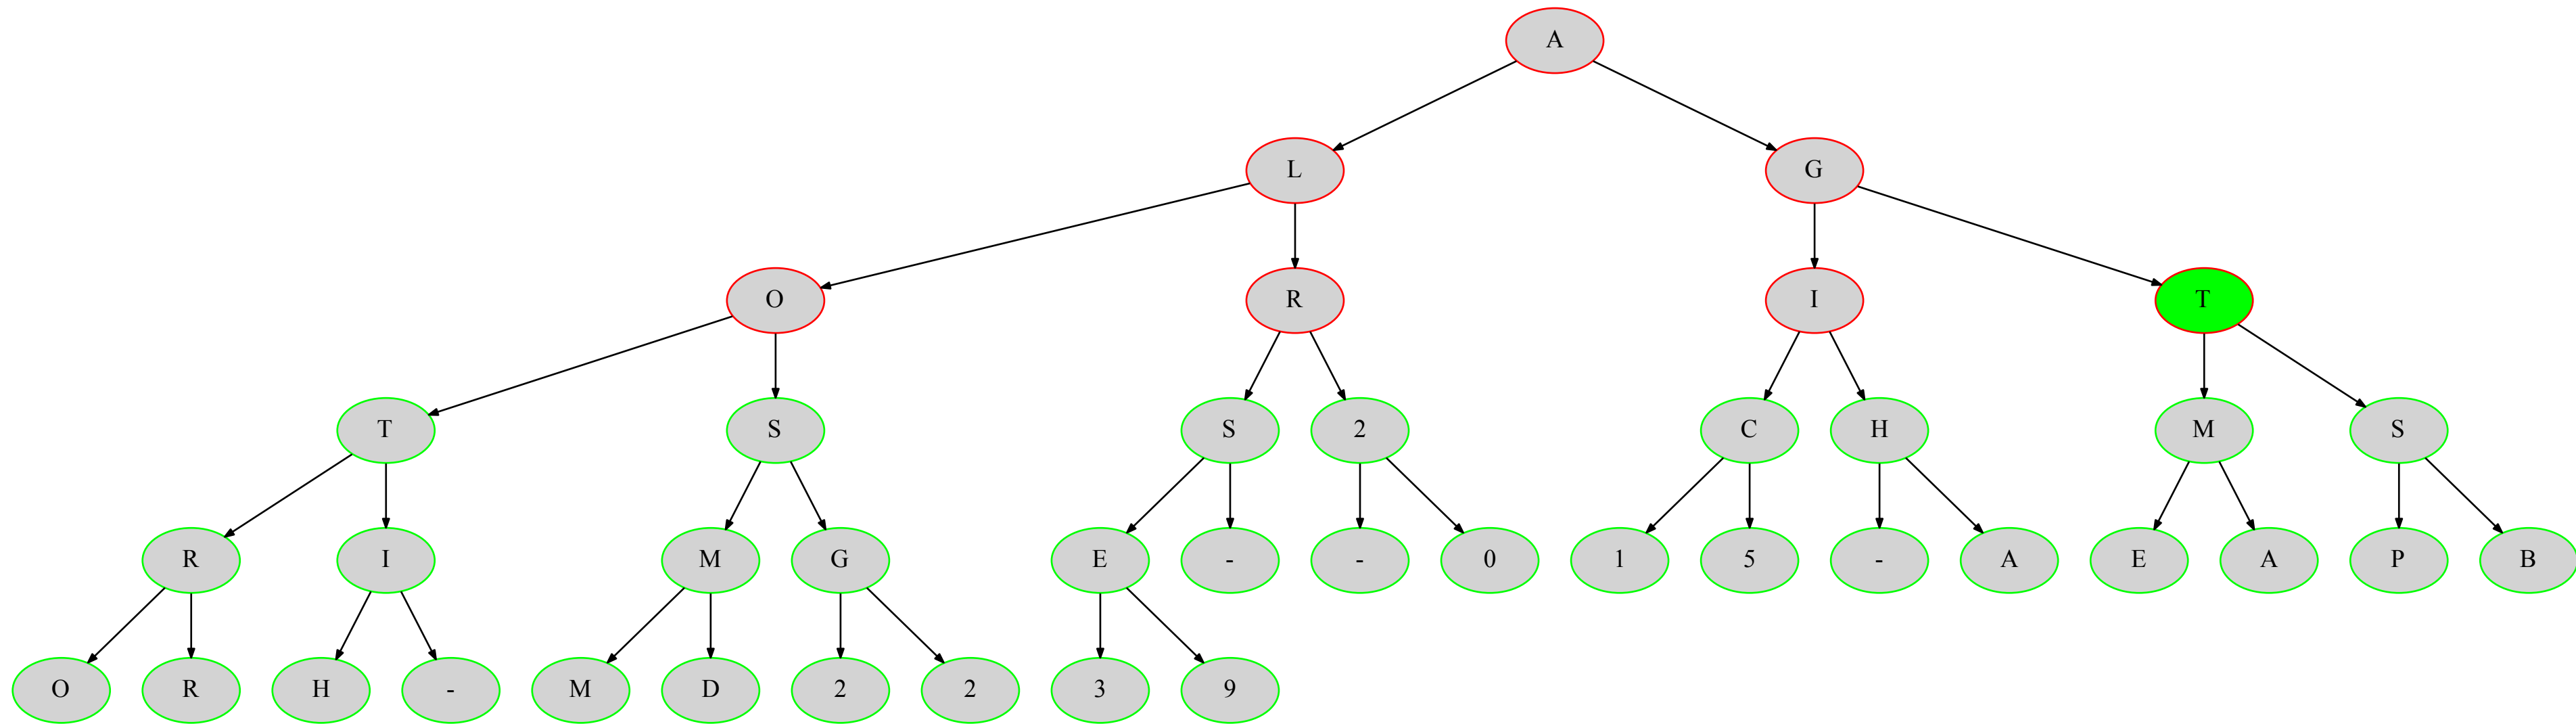 A
L G
O R I T
T S S 2 C H M S
R I M G E - - 0 1 5 - A E A P B
O R H - M D 2 2 3 9